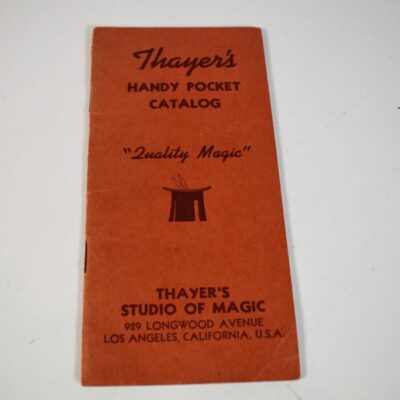 Thayer's
HANDY POCKET
CATALOG
"Quality Magic"
THAYER'S
STUDIO OF MAGIC
929 LONGWOOD AVENUE
LOS ANGELES, CALIFORNIA, U.S.A.